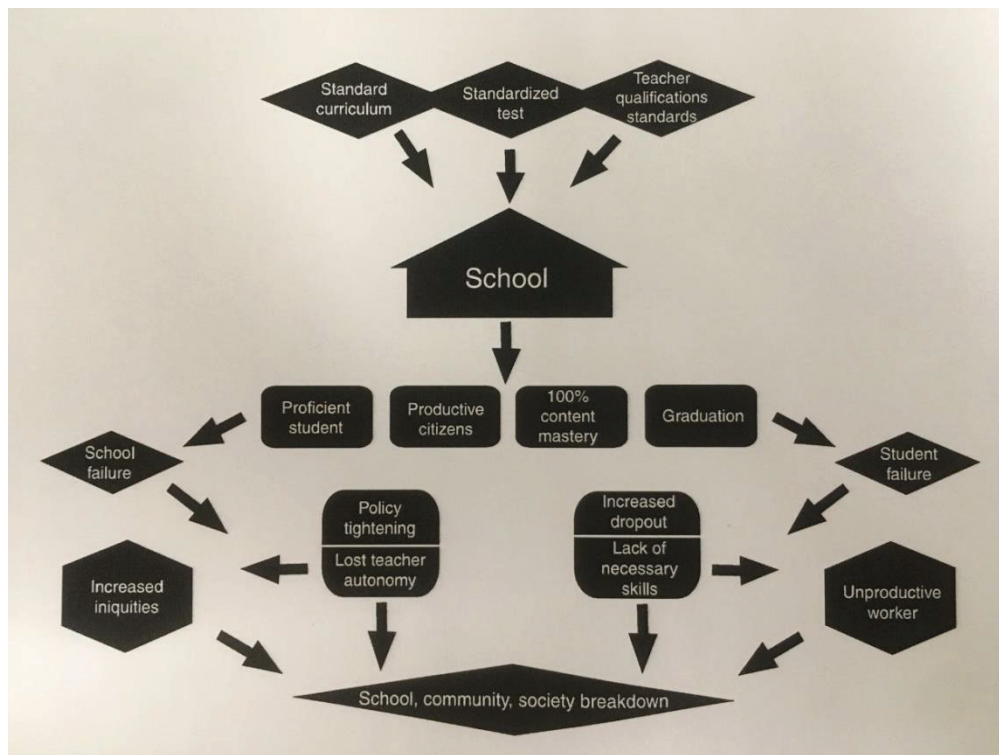 Standard
curriculum
Standardized
test
Teacher
qualifications
standards
School
Proficient
student
Productive
citizens
100%
content
mastery
Graduation
School
failure
Student
failure
Policy
tightening
Lost teacher
autonomy
Increased
dropout
Lack of
necessary
skills
Increased
iniquities
Unproductive
worker
School, community, society breakdown